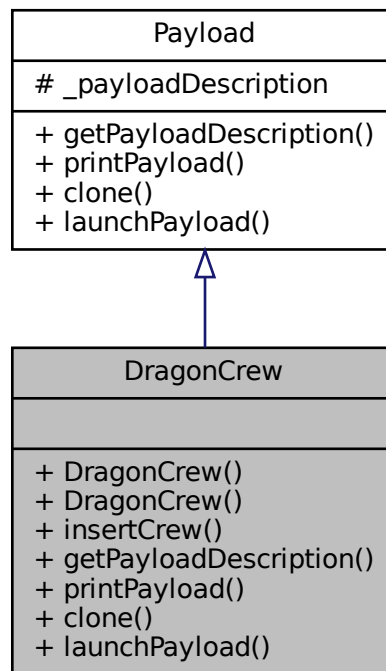 Payload
# _payloadDescription
+ getPayloadDescription()
+ printPayload()
+ clone()
+ launchPayload()
DragonCrew
+ DragonCrew()
+ DragonCrew()
+ insertCrew()
+ getPayloadDescription()
+ printPayload()
+ clone()
+ launchPayload()